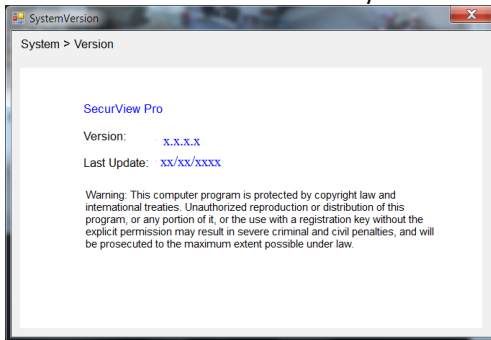 SystemVersion
X
System > Version
SecurView Pro
Version: x.x.x.x
Last Update: xx/xx/xxxx
Warning: This computer program is protected by copyright law and
international treaties. Unauthorized reproduction or distribution of this
program, or any portion of it, or the use with a registration key without the
explicit permission may result in severe criminal and civil penalties, and will
be prosecuted to the maximum extent possible under law.